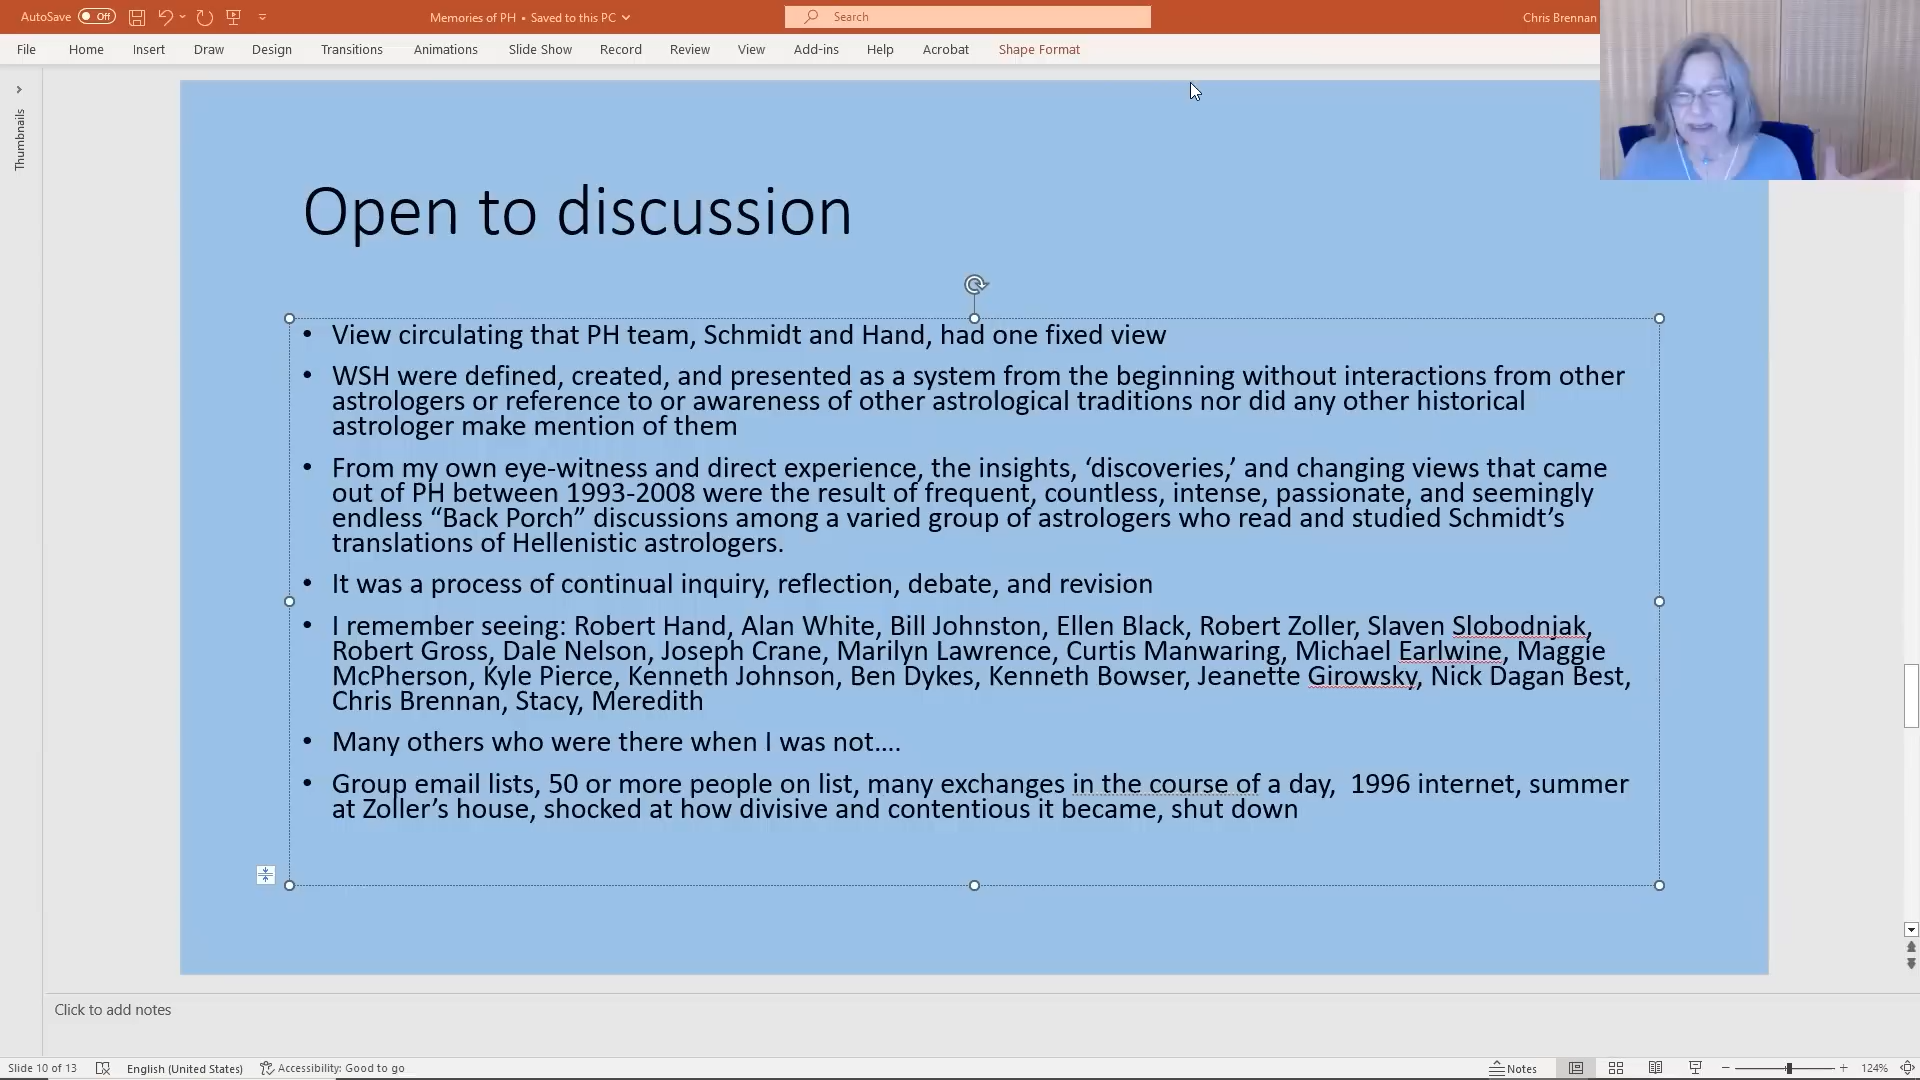 AutoSave Off
Memories of PH • Saved to this PC
Search
Chris Brennan
File Home Insert Draw Design Transitions Animations Slide Show Record Review View Add-ins Help Acrobat Shape Format
Thumbnails
Open to discussion
• View circulating that PH team, Schmidt and Hand, had one fixed view
• WSH were defined, created, and presented as a system from the beginning without interactions from other
astrologers or reference to or awareness of other astrological traditions nor did any other historical
astrologer make mention of them
• From my own eye-witness and direct experience, the insights, ‘discoveries,’ and changing views that came
out of PH between 1993-2008 were the result of frequent, countless, intense, passionate, and seemingly
endless “Back Porch” discussions among a varied group of astrologers who read and studied Schmidt’s
translations of Hellenistic astrologers.
• It was a process of continual inquiry, reflection, debate, and revision
• I remember seeing: Robert Hand, Alan White, Bill Johnston, Ellen Black, Robert Zoller, Slaven Slobodnjak,
Robert Gross, Dale Nelson, Joseph Crane, Marilyn Lawrence, Curtis Manwaring, Michael Earlwine, Maggie
McPherson, Kyle Pierce, Kenneth Johnson, Ben Dykes, Kenneth Bowser, Jeanette Girowsky, Nick Dagan Best,
Chris Brennan, Stacy, Meredith
• Many others who were there when I was not....
• Group email lists, 50 or more people on list, many exchanges in the course of a day,  1996 internet, summer
at Zoller’s house, shocked at how divisive and contentious it became, shut down
Click to add notes
Slide 10 of 13
English (United States)
Accessibility: Good to go
Notes
124%